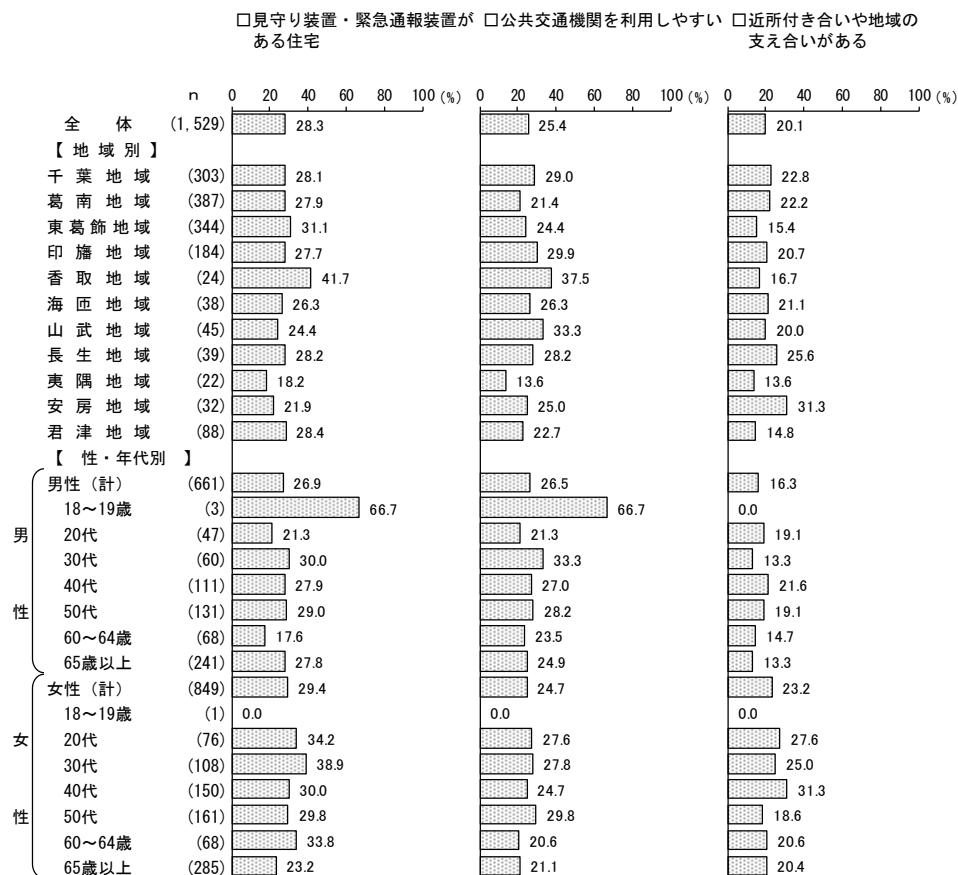 □見守り装置・緊急通報装置が □公共交通機関を利用しやすい □近所付き合いや地域の
ある住宅 支え合いがある
n 0 20 40 60 80 100 (%) 0 20 40 60 80 100 (%) 0 20 40 60 80 100 (%)
全体 (1,529) 28.3 25.4 20.1
【地域別】
千葉地域 (303) 28.1 29.0 22.8
葛南地域 (387) 27.9 21.4 22.2
東葛飾地域 (344) 31.1 24.4 15.4
印旛地域 (184) 27.7 29.9 20.7
香取地域 (24) 41.7 37.5 16.7
海匝地域 (38) 26.3 26.3 21.1
山武地域 (45) 24.4 33.3 20.0
長生地域 (39) 28.2 28.2 25.6
夷隅地域 (22) 18.2 13.6 13.6
安房地域 (32) 21.9 25.0 31.3
君津地域 (88) 28.4 22.7 14.8
【 性・年代別 】
男性（計） (661) 26.9 26.5 16.3
18～19歳 (3) 66.7 66.7 0.0
男 20代 (47) 21.3 21.3 19.1
30代 (60) 30.0 33.3 13.3
40代 (111) 27.9 27.0 21.6
性 50代 (131) 29.0 28.2 19.1
60～64歳 (68) 17.6 23.5 14.7
65歳以上 (241) 27.8 24.9 13.3
女性（計） (849) 29.4 24.7 23.2
18～19歳 (1) 0.0 0.0 0.0
女 20代 (76) 34.2 27.6 27.6
30代 (108) 38.9 27.8 25.0
40代 (150) 30.0 24.7 31.3
性 50代 (161) 29.8 29.8 18.6
60～64歳 (68) 33.8 20.6 20.6
65歳以上 (285) 23.2 21.1 20.4